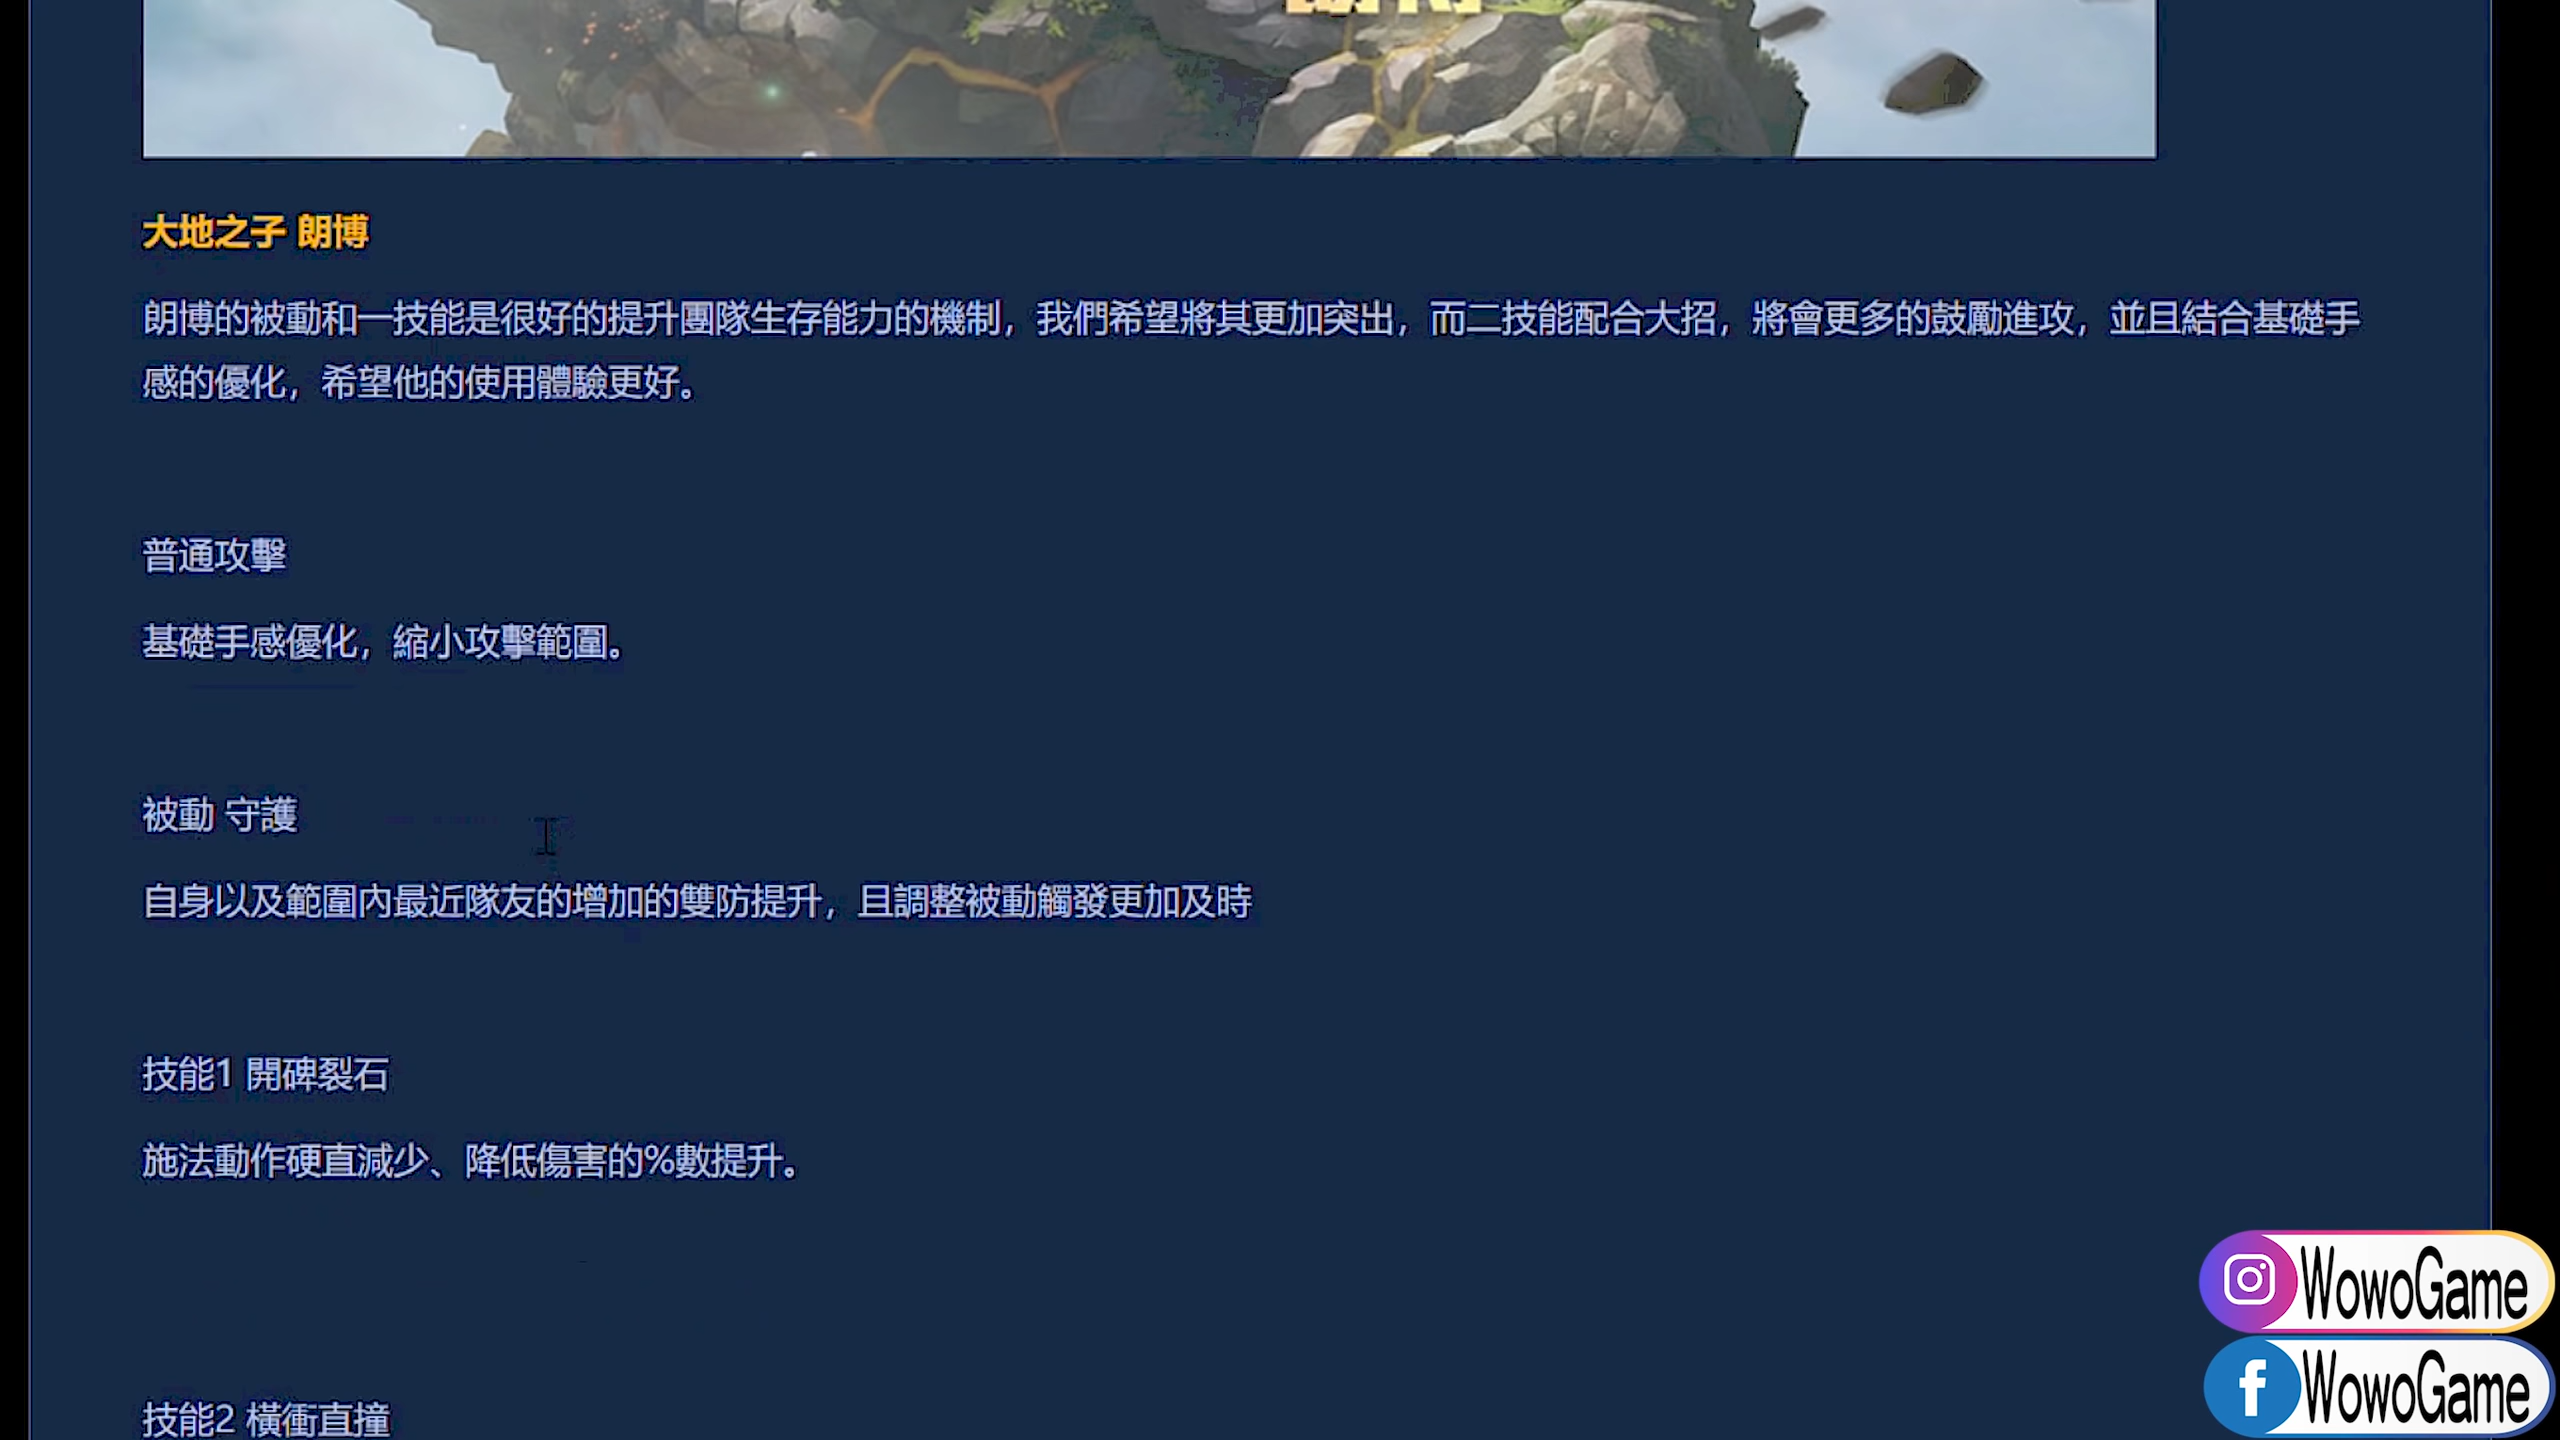 大地之子 朗博
朗博的被動和一技能是很好的提升團隊生存能力的機制，我們希望將其更加突出，而二技能配合大招，將會更多的鼓勵進攻，並且結合基礎手
感的優化，希望他的使用體驗更好。
普通攻擊
基礎手感優化，縮小攻擊範圍。
被動 守護
自身以及範圍內最近隊友的增加的雙防提升，且調整被動觸發更加及時
技能1 開碑裂石
施法動作硬直減少、降低傷害的%數提升。
技能2 橫衝直撞
WowoGame
WowoGame